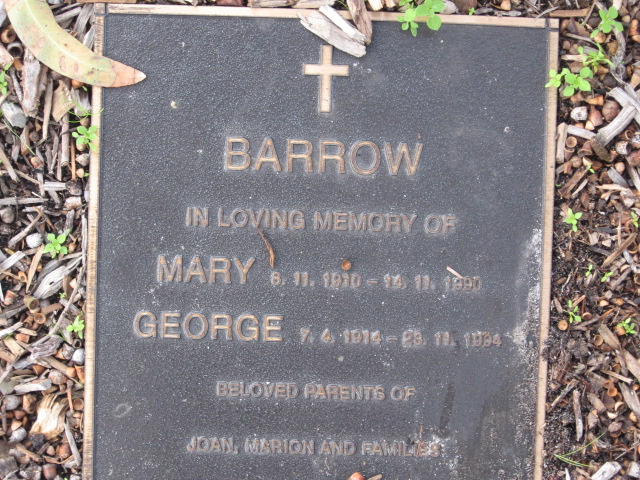 BARROW
IN LOVING MEMORY OF
MARY 8. 11. 1910 - 14. 11. 1990
GEORGE 7. 4. 1914 - 23. 11. 1994
BELOVED PARENTS OF
JOAN, MARION AND FAMILIES